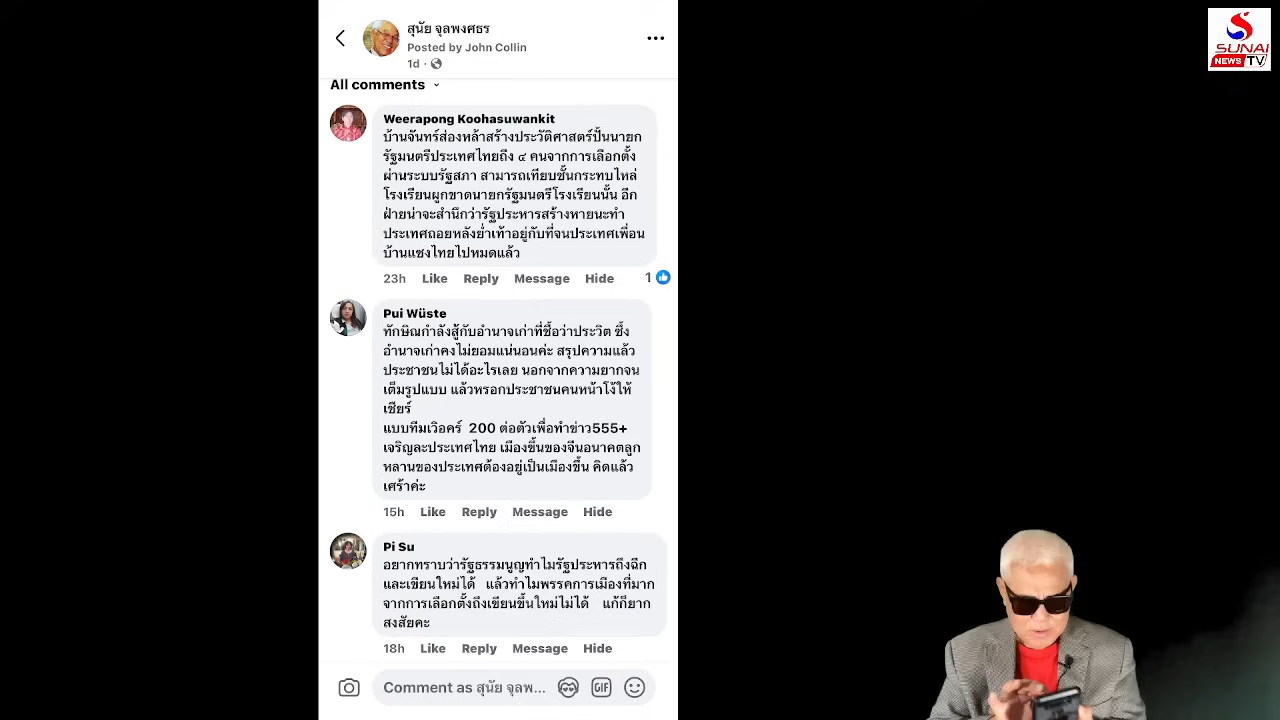 สุนัย จุลพงศธร
Posted by John Collin
1d ·
SUNAI
NEWS TV
All comments
Weerapong Koohasuwankit
บ้านจันทร์ส่องหล้าสร้างประวัติศาสตร์ปั้นนายก
รัฐมนตรีประเทศไทยถึง ๔ คนจากการเลือกตั้ง
ผ่านระบบรัฐสภา สามารถเทียบชั้นกระทบไหล่
โรงเรียนผูกขาดนายกรัฐมนตรีโรงเรียนนั้น อีก
ฝ่ายน่าจะสำนึกว่ารัฐประหารสร้างหายนะทำ
ประเทศถอยหลังย่ำเท้าอยู่กับที่จนประเทศเพื่อน
บ้านแซงไทยไปหมดแล้ว
23h Like Reply Message Hide 1
Pui Wüste
ทักษิณกำลังสู้กับอำนาจเก่าที่ชื้อว่าประวิต ซึ้ง
อำนาจเก่าคงไม่ยอมแน่นอนค่ะ สรุปความแล้ว
ประชาชนไม่ได้อะไรเลย นอกจากความยากจน
เต็มรูปแบบ แล้วหรอกประชาชนคนหน้าโง้ให้
เชียร์
แบบทีมเวิอคร์ 200 ต่อตัวเพื่อทำข่าว555+
เจริญละประเทศไทย เมืองขึ้นของจีนอนาคตลูก
หลานของประเทศต้องอยู่เป็นเมืองขึ้น คิดแล้ว
เศร้าค่ะ
15h Like Reply Message Hide
Pi Su
อยากทราบว่ารัฐธรรมนูญทำไมรัฐประหารถึงฉีก
และเขียนใหม่ได้ แล้วทำไมพรรคการเมืองที่มาก
จากการเลือกตั้งถึงเขียนขึ้นใหม่ไม่ได้ แก้ก็ยาก
สงสัยคะ
18h Like Reply Message Hide
Comment as สุนัย จุลพ... GIF